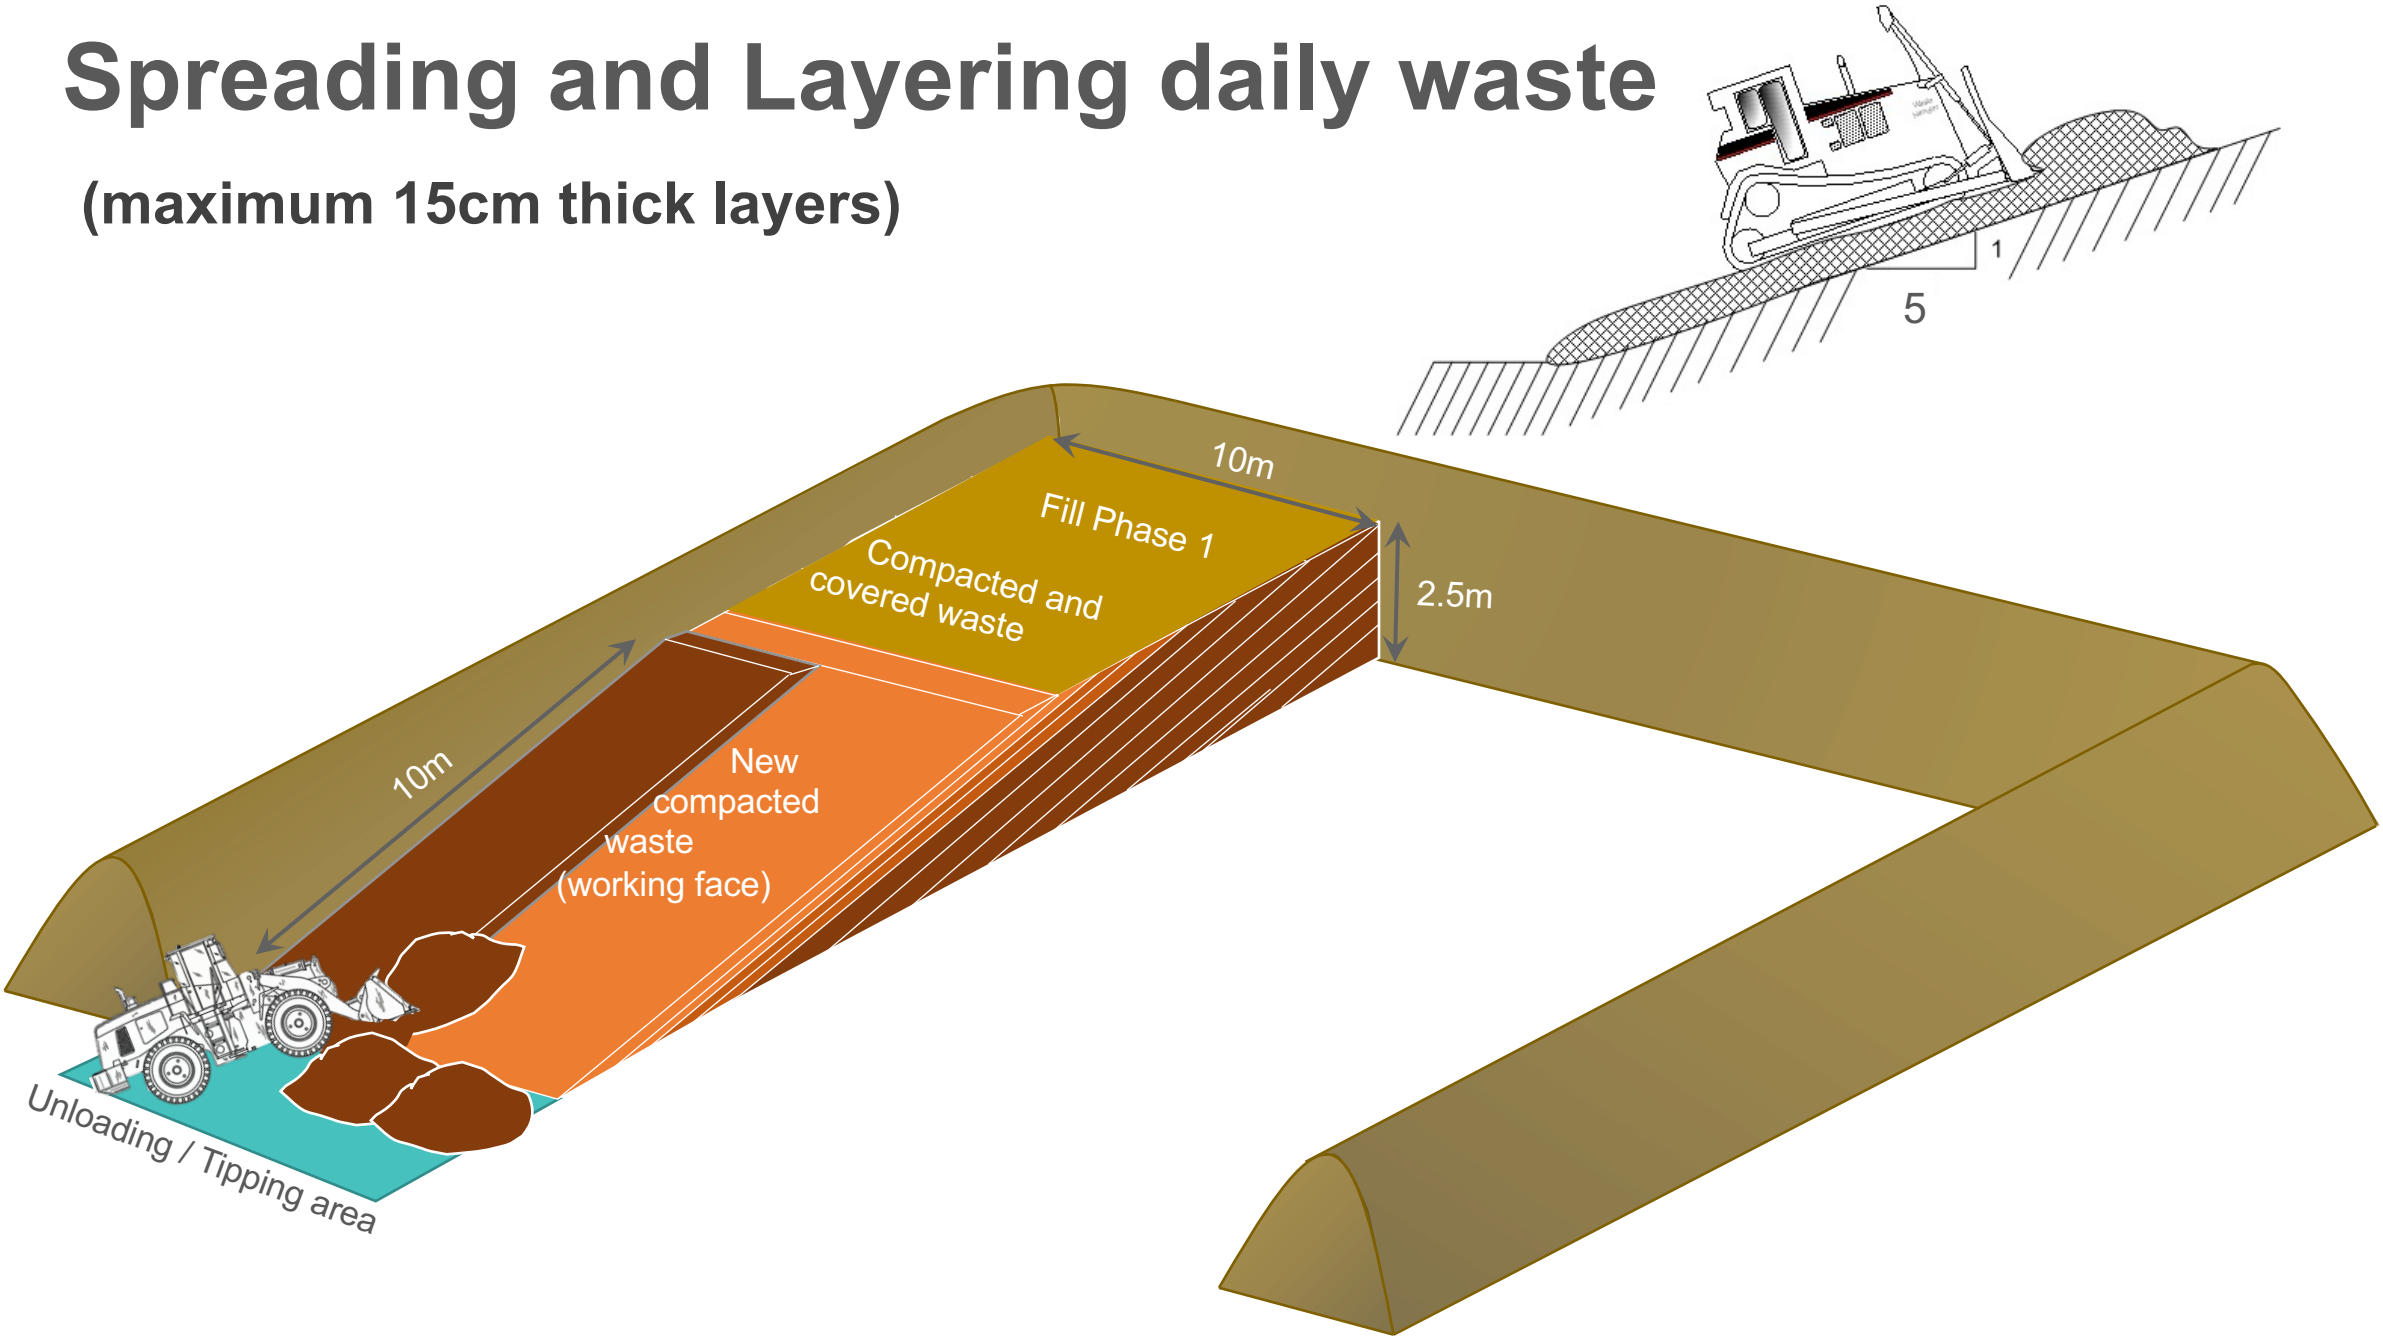 Spreading and Layering daily waste
(maximum 15cm thick layers)
1
5
10m
Fill Phase 1
Compacted and
covered waste
2.5m
10m
New
compacted
waste
(working face)
Unloading / Tipping area